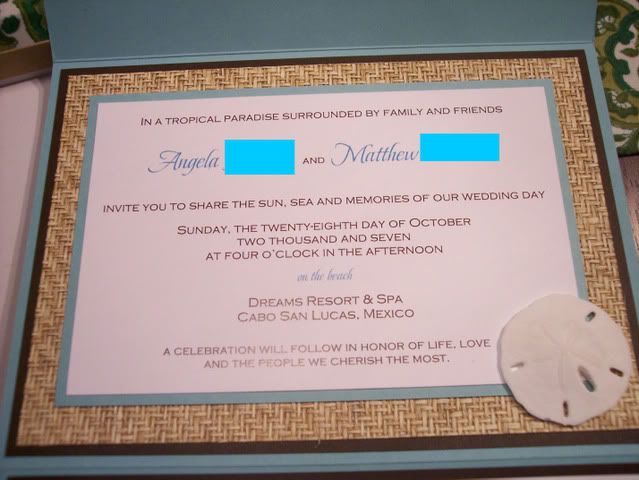 In a tropical paradise surrounded by family and friends
Angela and Matthew
invite you to share the sun, sea and memories of our wedding day
Sunday, the twenty-eighth day of October
two thousand and seven
at four o'clock in the afternoon
on the beach
Dreams Resort & Spa
Cabo San Lucas, Mexico
a celebration will follow in honor of life, love
and the people we cherish the most.